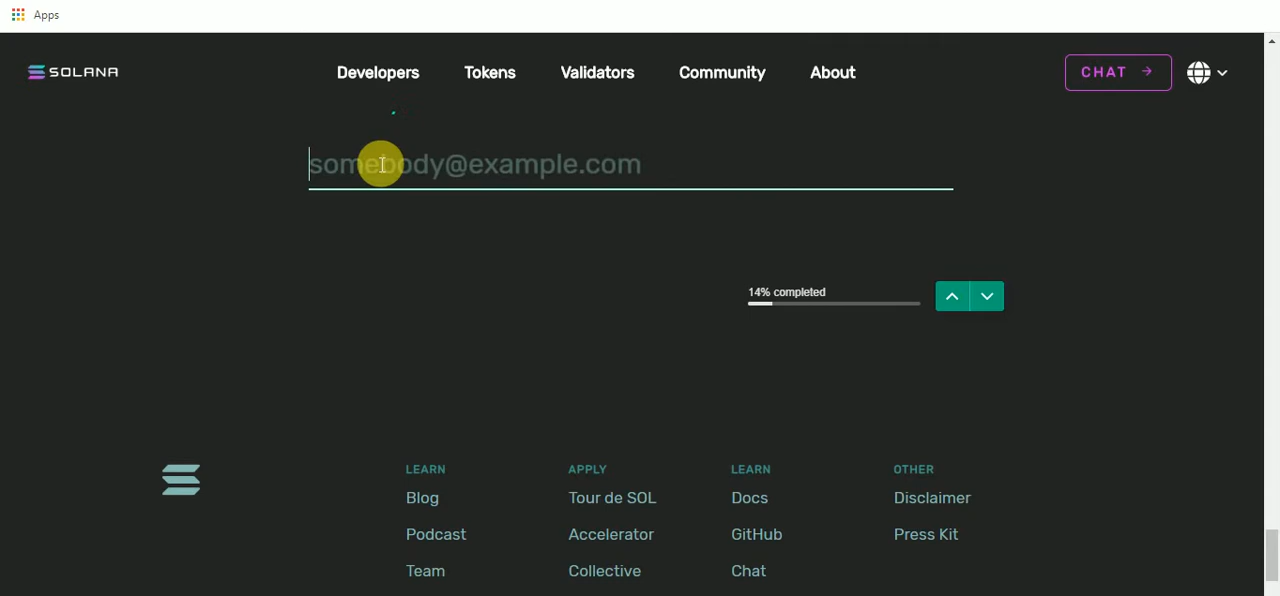 Apps
SOLANA Developers Tokens Validators Community About CHAT
somebody@example.com
14% completed
LEARN APPLY LEARN OTHER
Blog Tour de SOL Docs Disclaimer
Podcast Accelerator GitHub Press Kit
Team Collective Chat